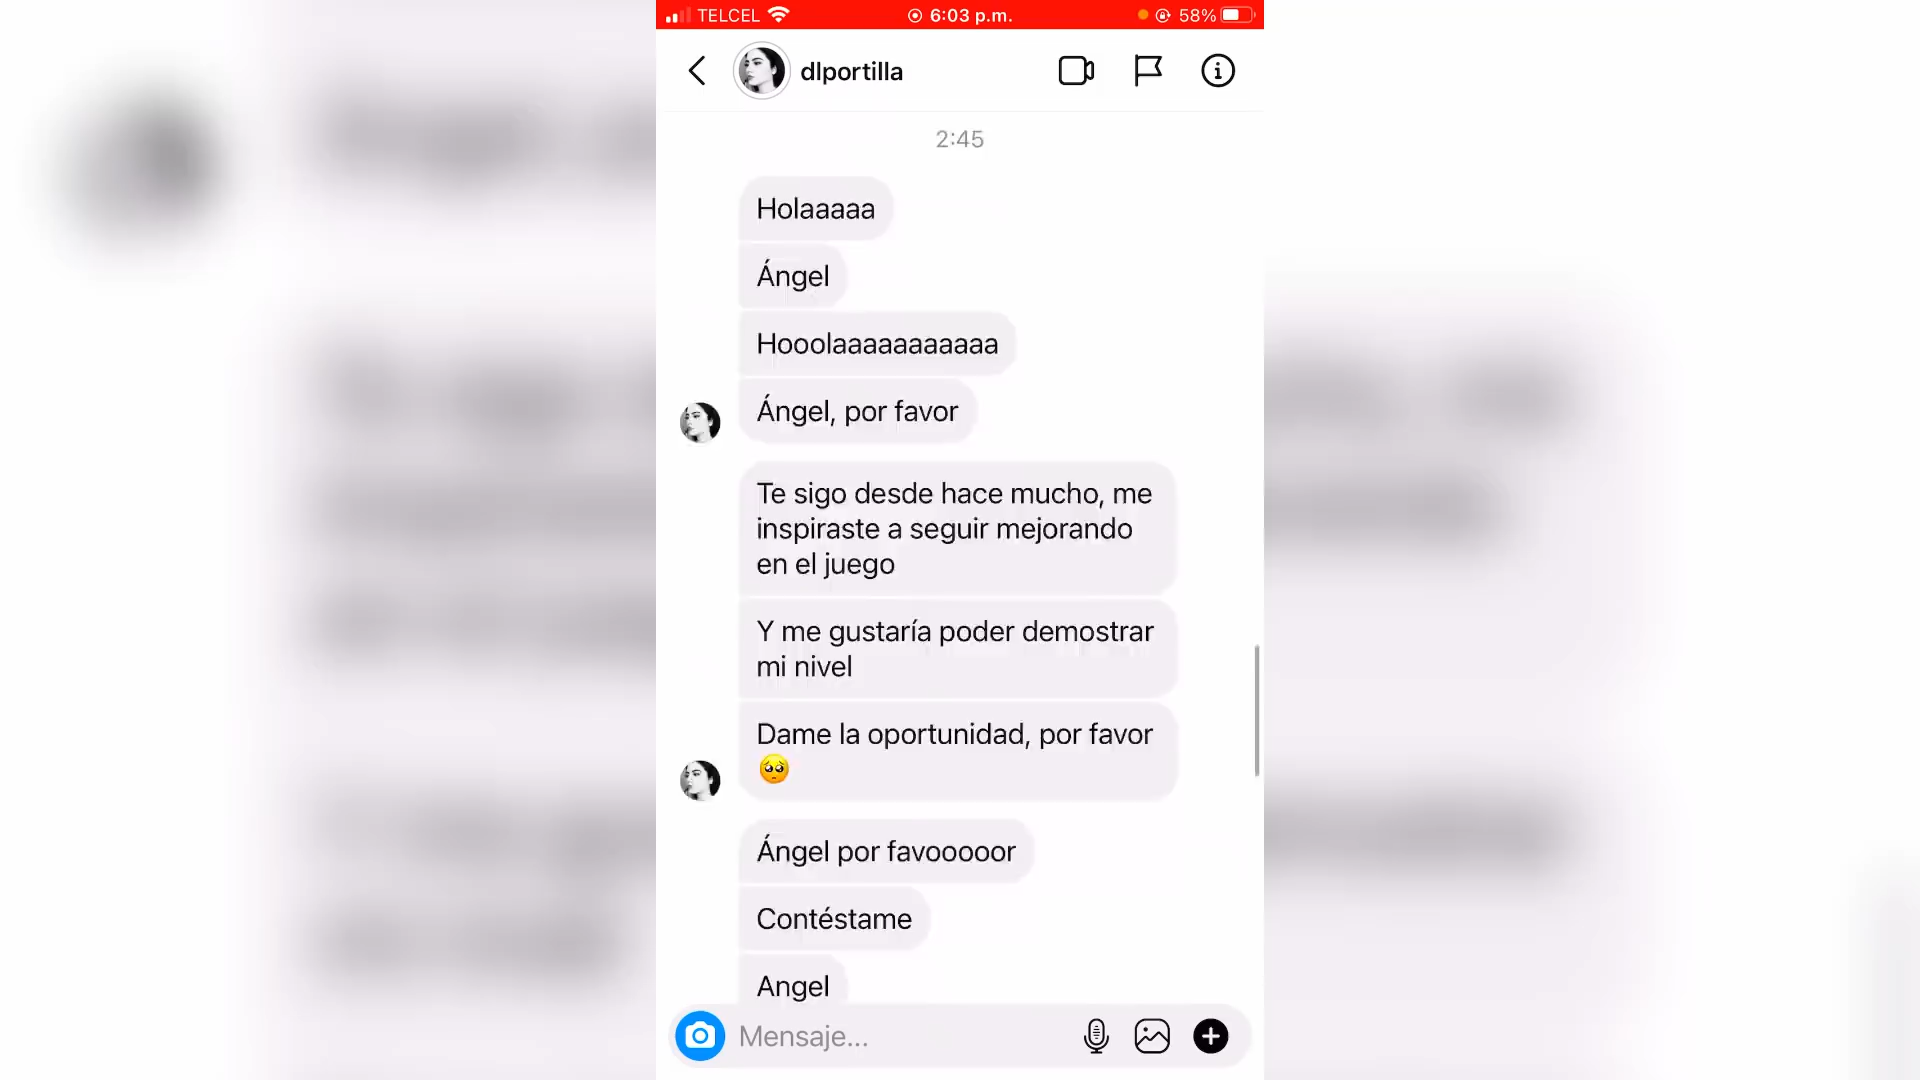 TELCEL 6:03 p.m. 58%
dlportilla
2:45
Holaaaaa
Ángel
Hooolaaaaaaaaaaa
Ángel, por favor
Te sigo desde hace mucho, me
inspiraste a seguir mejorando
en el juego
Y me gustaría poder demostrar
mi nivel
Dame la oportunidad, por favor
🥺
Ángel por favooooor
Contéstame
Angel
Mensaje...